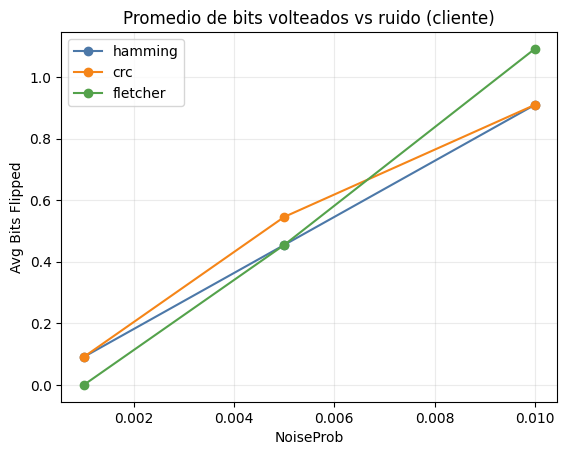 Promedio de bits volteados vs ruido (cliente)
hamming
crc
fletcher
Avg Bits Flipped
1.0
0.8
0.6
0.4
0.2
0.0
0.002
0.004
0.006
0.008
0.010
NoiseProb